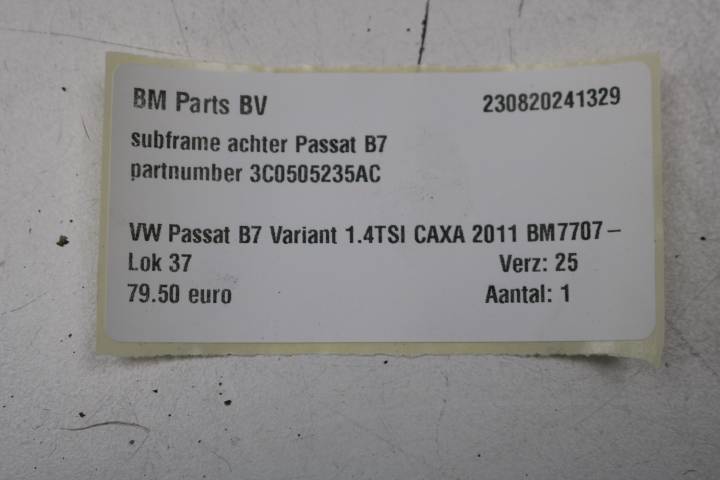 BM Parts BV 230820241329
subframe achter Passat B7
partnumber 3C0505235AC
VW Passat B7 Variant 1.4TSI CAXA 2011 BM7707-
Lok 37 Verz: 25
79.50 euro Aantal: 1